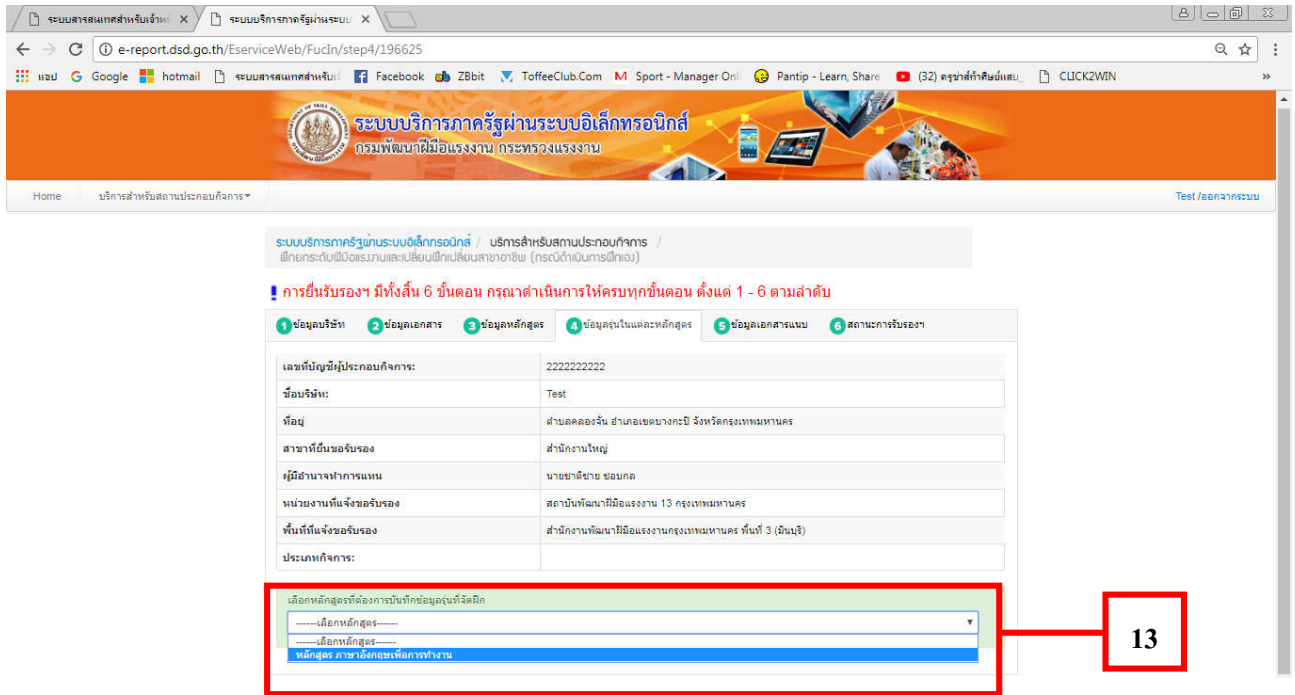 ระบบสารสนเทศสำหรับเจ้าหน้ ระบบบริการภาครัฐผ่านระบบ
e-report.dsd.go.th/EserviceWeb/FucIn/step4/196625
แอป Google hotmail ระบบสารสนเทศสำหรับเ Facebook ZBbit ToffeeClub.Com Sport - Manager Onl Pantip - Learn, Share CLICK2WIN »
ระบบบริการภาครัฐผ่านระบบอิเล็กทรอนิกส์
กรมพัฒนาฝีมือแรงงาน กระทรวงแรงงาน
Home บริการสำหรับสถานประกอบกิจการ Test /ออกจากระบบ
ระบบบริการภาครัฐผ่านระบบอิเล็กทรอนิกส์ / บริการสำหรับสถานประกอบกิจการ /
ฝึกยกระดับฝีมือแรงงานและเปลี่ยนฝึกเปลี่ยนสาขาอาชีพ (กรณีดำเนินการฝึกเอง)
! การยื่นรับรองฯ มีทั้งสิ้น 6 ขั้นตอน กรุณาดำเนินการให้ครบทุกขั้นตอน ตั้งแต่ 1 - 6 ตามลำดับ
1 ข้อมูลบริษัท 2 ข้อมูลเอกสาร 3 ข้อมูลหลักสูตร 4 ข้อมูลรุ่นในแต่ละหลักสูตร 5 ข้อมูลเอกสารแนบ 6 สถานะการรับรองฯ
เลขที่บัญชีผู้ประกอบกิจการ: 2222222222
ชื่อบริษัท: Test
ที่อยู่ ตำบลคลองจั่น อำเภอเขตบางกะปิ จังหวัดกรุงเทพมหานคร
สาขาที่ยื่นขอรับรอง สำนักงานใหญ่
ผู้มีอำนาจทำการแทน นายชาติชาย ชอบกล
หน่วยงานที่แจ้งขอรับรอง สถาบันพัฒนาฝีมือแรงงาน 13 กรุงเทพมหานคร
พื้นที่ที่แจ้งขอรับรอง สำนักงานพัฒนาฝีมือแรงงานกรุงเทพมหานคร พื้นที่ 3 (มีนบุรี)
ประเภทกิจการ:
เลือกหลักสูตรที่ต้องการบันทึกข้อมูลรุ่นที่จัดฝึก
------เลือกหลักสูตร------
------เลือกหลักสูตร------
หลักสูตร ภาษาอังกฤษเพื่อการทำงาน
13